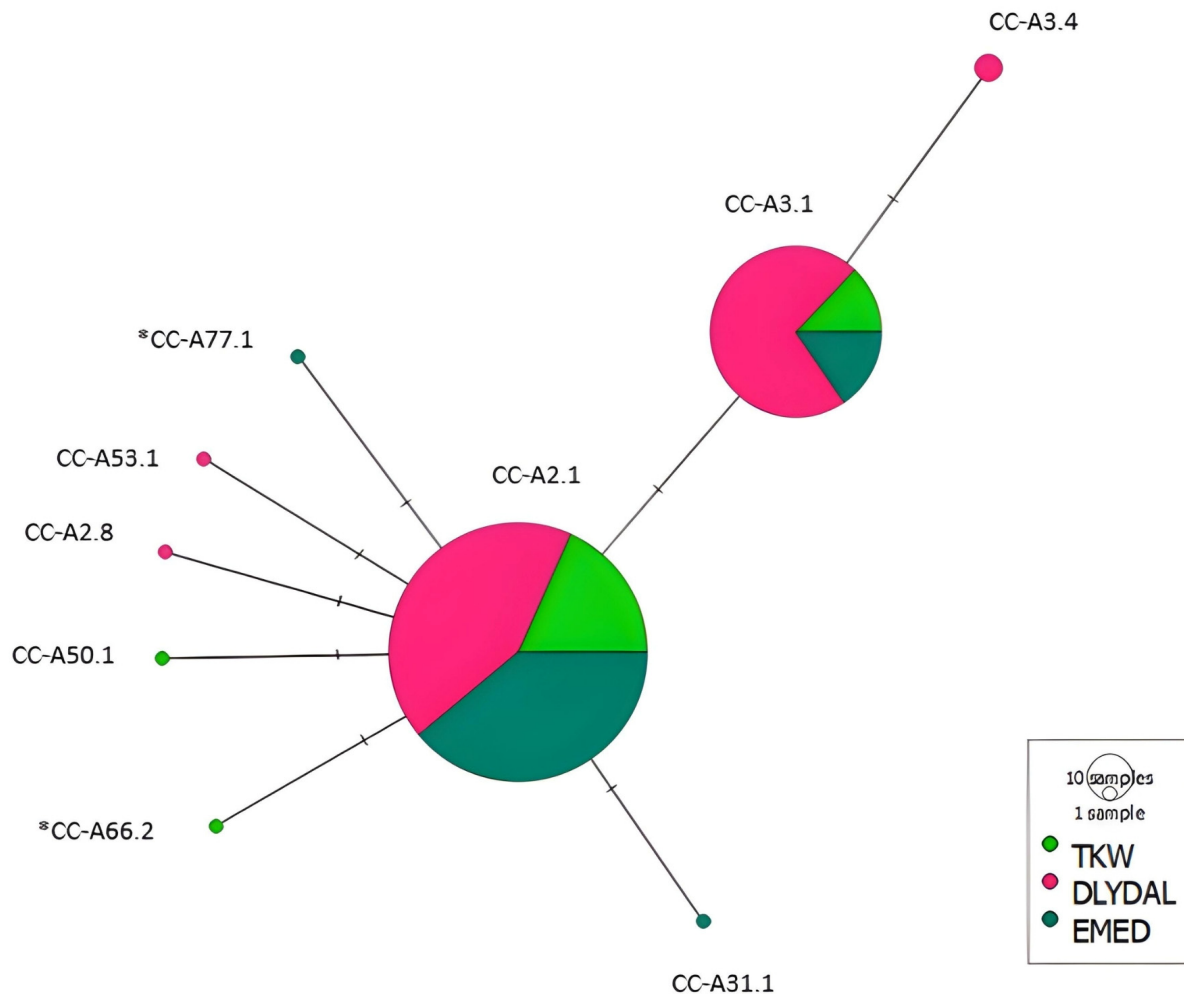 CC-A3.4
CC-A3.1
*CC-A77.1
CC-A53.1
CC-A2.1
CC-A2.8
CC-A50.1
*CC-A66.2
CC-A31.1
10 samples
1 sample
TKW
DLYDAL
EMED